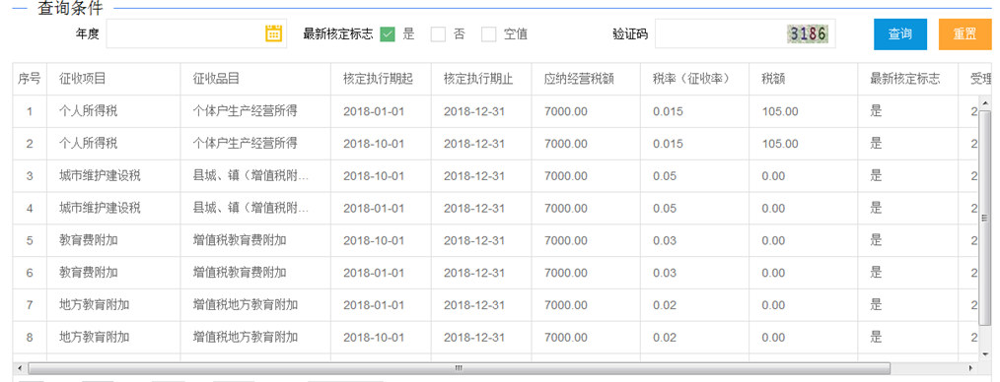 查询条件
年度 最新核定标志 是 否 空值 验证码 3186 查询 重置
序号 征收项目 征收品目 核定执行期起 核定执行期止 应纳经营税额 税率（征收率） 税额 最新核定标志 受理
1 个人所得税 个体户生产经营所得 2018-01-01 2018-12-31 7000.00 0.015 105.00 是 2
2 个人所得税 个体户生产经营所得 2018-10-01 2018-12-31 7000.00 0.015 105.00 是 2
3 城市维护建设税 县城、镇（增值税附... 2018-10-01 2018-12-31 7000.00 0.05 0.00 是 2
4 城市维护建设税 县城、镇（增值税附... 2018-01-01 2018-12-31 7000.00 0.05 0.00 是 2
5 教育费附加 增值税教育费附加 2018-10-01 2018-12-31 7000.00 0.03 0.00 是 2
6 教育费附加 增值税教育费附加 2018-01-01 2018-12-31 7000.00 0.03 0.00 是 2
7 地方教育附加 增值税地方教育附加 2018-01-01 2018-12-31 7000.00 0.02 0.00 是 2
8 地方教育附加 增值税地方教育附加 2018-10-01 2018-12-31 7000.00 0.02 0.00 是 2